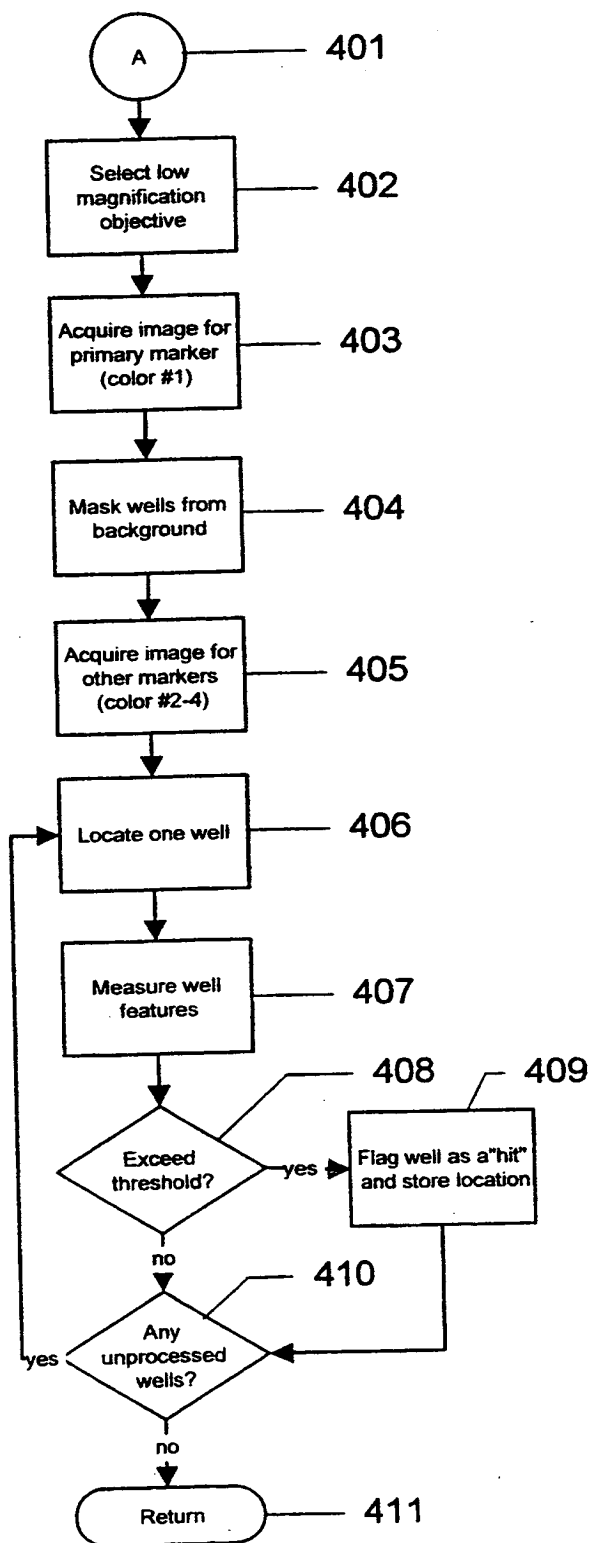 A
401
Select low
magnification
objective
402
Acquire image for
primary marker
(color #1)
403
Mask wells from
background
404
Acquire image for
other markers
(color #2-4)
405
Locate one well
406
Measure well
features
407
408
409
Exceed
threshold?
yes
Flag well as a"hit"
and store location
no
410
Any
unprocessed
wells?
yes
no
Return
411